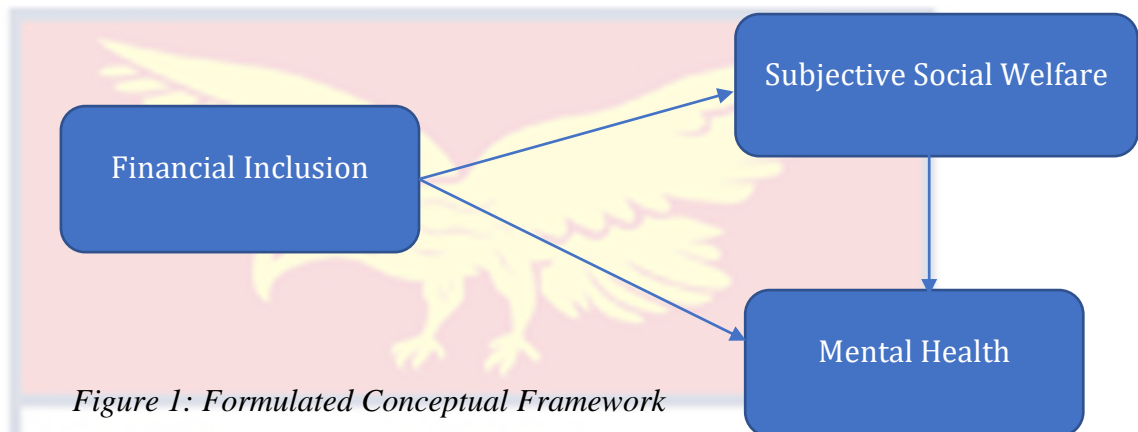 Subjective Social Welfare
Financial Inclusion
Mental Health
Figure 1: Formulated Conceptual Framework